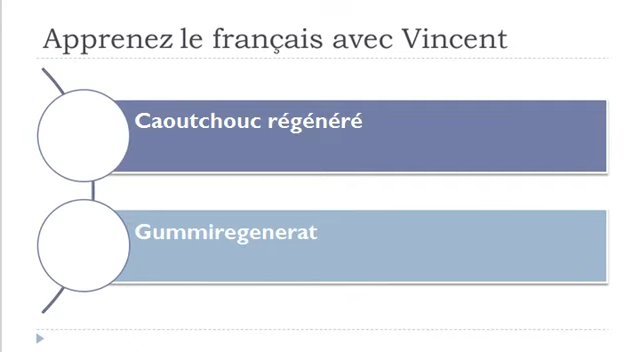 Apprenez le français avec Vincent
Caoutchouc régénéré
Gummiregenerat